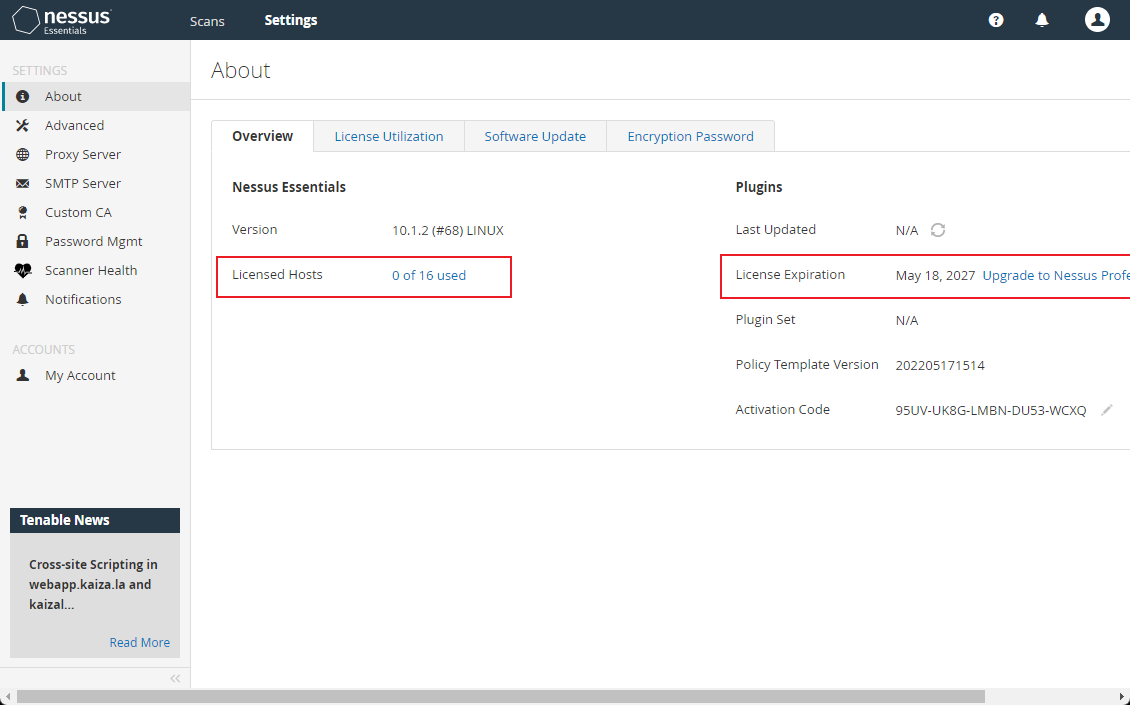 nessus
Essentials
Scans
Settings
SETTINGS
About
Advanced
Proxy Server
SMTP Server
Custom CA
Password Mgmt
Scanner Health
Notifications
ACCOUNTS
My Account
Tenable News
Cross-site Scripting in
webapp.kaiza.la and
kaizal...
Read More
About
Overview
License Utilization
Software Update
Encryption Password
Nessus Essentials
Version 10.1.2 (#68) LINUX
Licensed Hosts 0 of 16 used
Plugins
Last Updated N/A
License Expiration May 18, 2027 Upgrade to Nessus Profe
Plugin Set N/A
Policy Template Version 202205171514
Activation Code 95UV-UK8G-LMBN-DU53-WCXQ